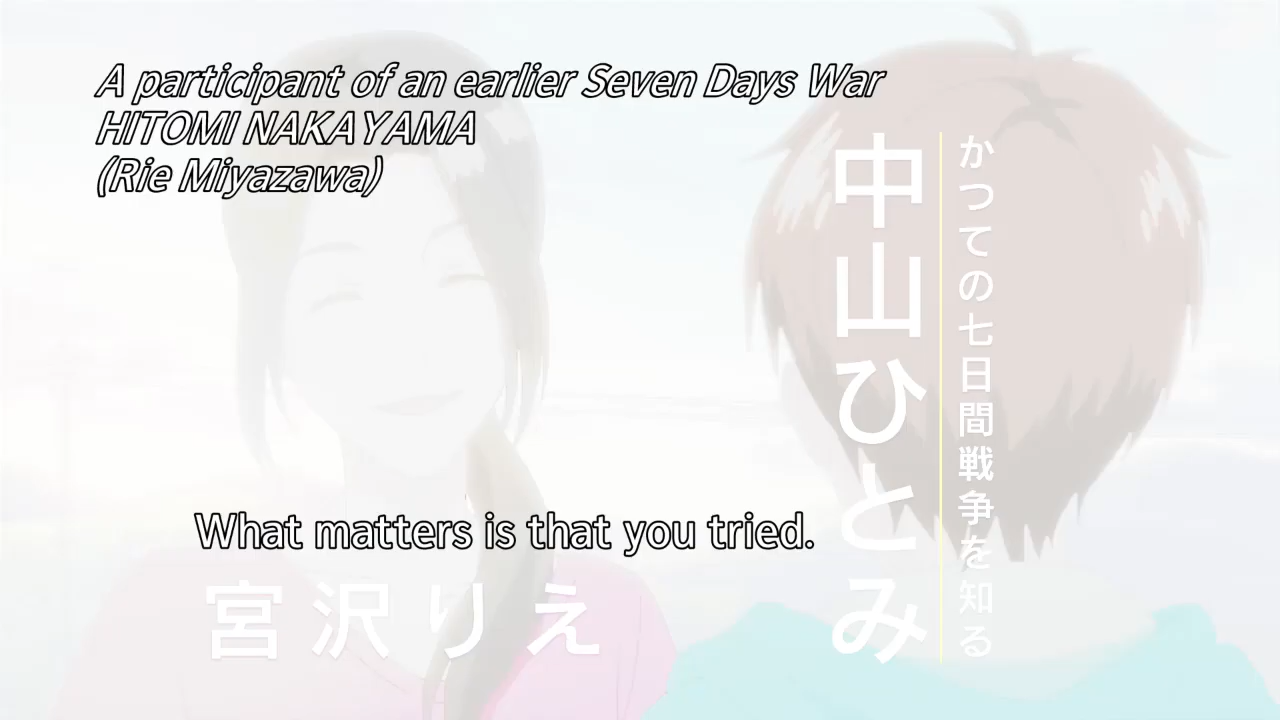 A participant of an earlier Seven Days War
HITOMI NAKAYAMA
(Rie Miyazawa)
かつての七日間戦争を知る
中山ひとみ
What matters is that you tried.
宮沢りえ